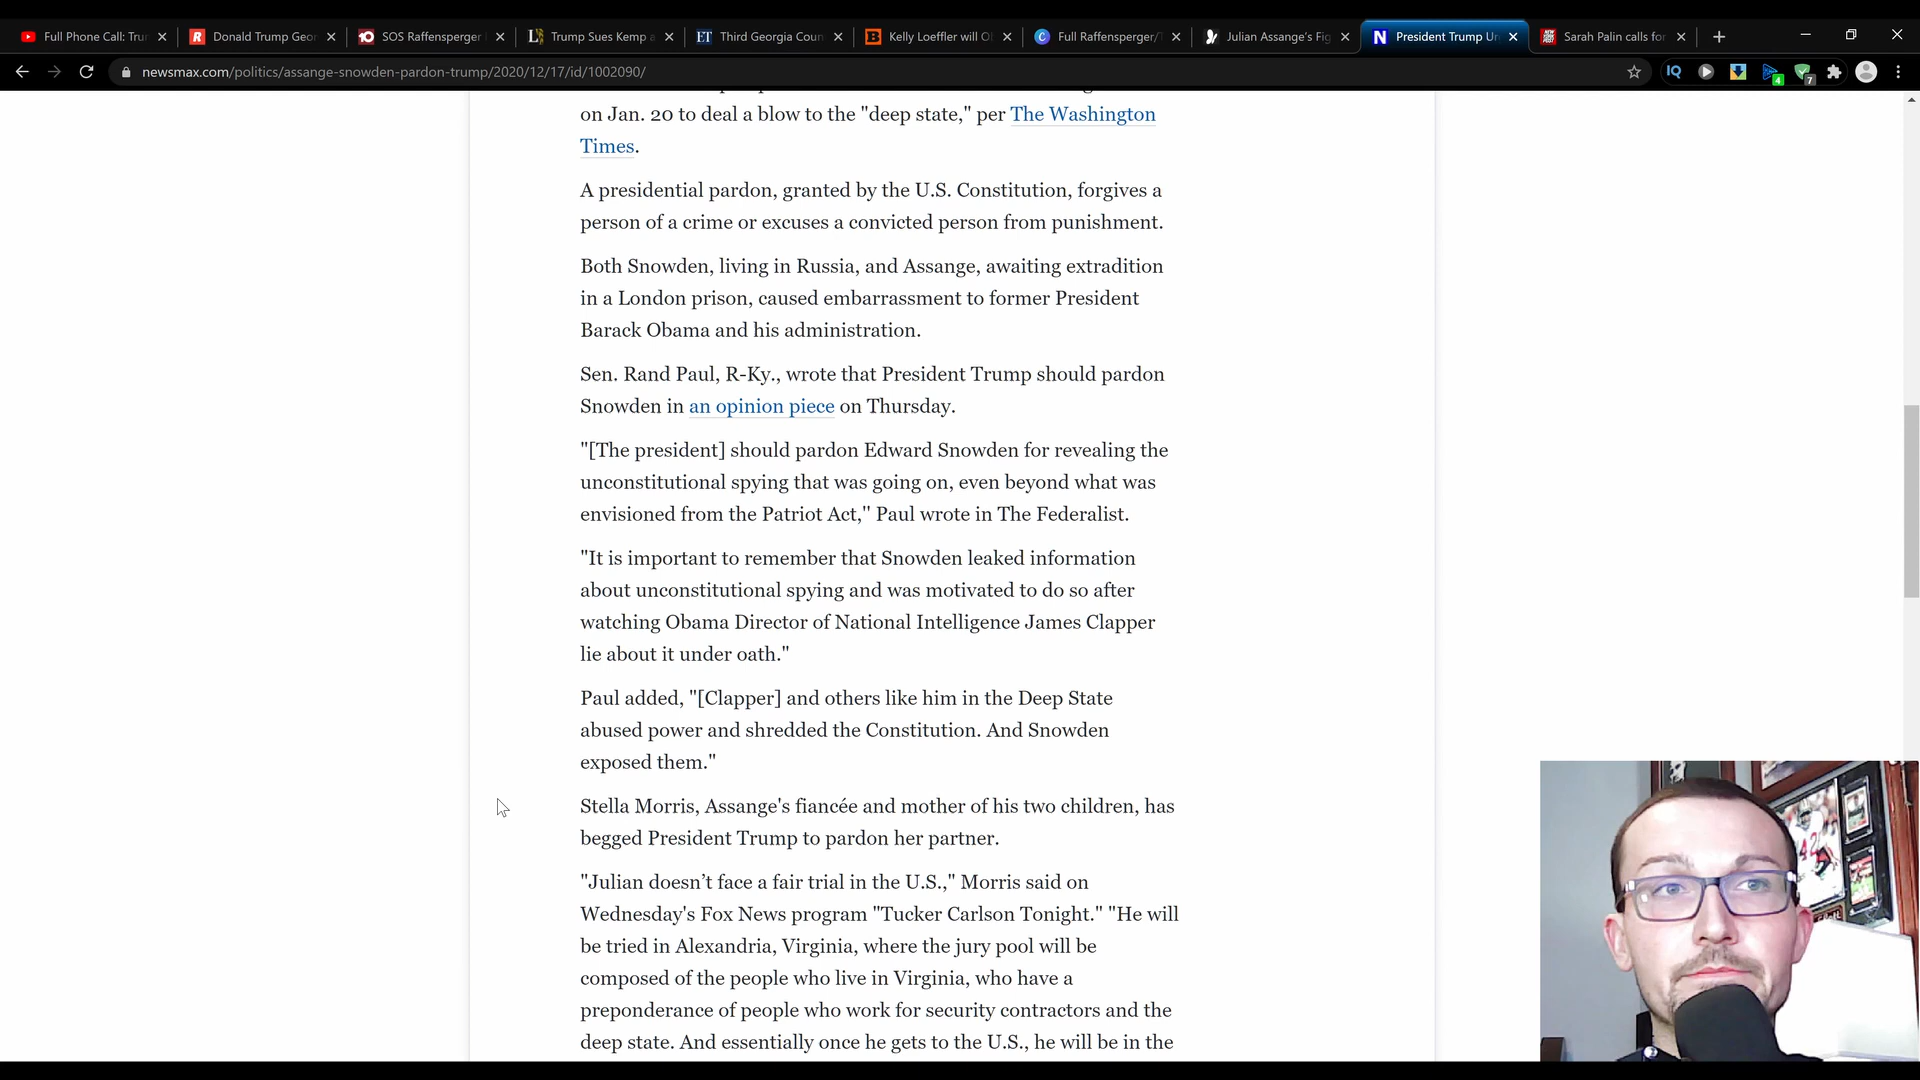 Full Phone Call: Tru
Donald Trump Geor
SOS Raffensperger
Trump Sues Kemp a
Third Georgia Coun
Kelly Loeffler will O
Full Raffensperger/T
Julian Assange's Fig
President Trump Ur
Sarah Palin calls for
newsmax.com/politics/assange-snowden-pardon-trump/2020/12/17/id/1002090/
on Jan. 20 to deal a blow to the "deep state," per The Washington
Times.
A presidential pardon, granted by the U.S. Constitution, forgives a
person of a crime or excuses a convicted person from punishment.
Both Snowden, living in Russia, and Assange, awaiting extradition
in a London prison, caused embarrassment to former President
Barack Obama and his administration.
Sen. Rand Paul, R-Ky., wrote that President Trump should pardon
Snowden in an opinion piece on Thursday.
"[The president] should pardon Edward Snowden for revealing the
unconstitutional spying that was going on, even beyond what was
envisioned from the Patriot Act,'' Paul wrote in The Federalist.
"It is important to remember that Snowden leaked information
about unconstitutional spying and was motivated to do so after
watching Obama Director of National Intelligence James Clapper
lie about it under oath."
Paul added, "[Clapper] and others like him in the Deep State
abused power and shredded the Constitution. And Snowden
exposed them."
Stella Morris, Assange's fiancée and mother of his two children, has
begged President Trump to pardon her partner.
"Julian doesn't face a fair trial in the U.S.," Morris said on
Wednesday's Fox News program "Tucker Carlson Tonight." "He will
be tried in Alexandria, Virginia, where the jury pool will be
composed of the people who live in Virginia, who have a
preponderance of people who work for security contractors and the
deep state. And essentially once he gets to the U.S., he will be in the